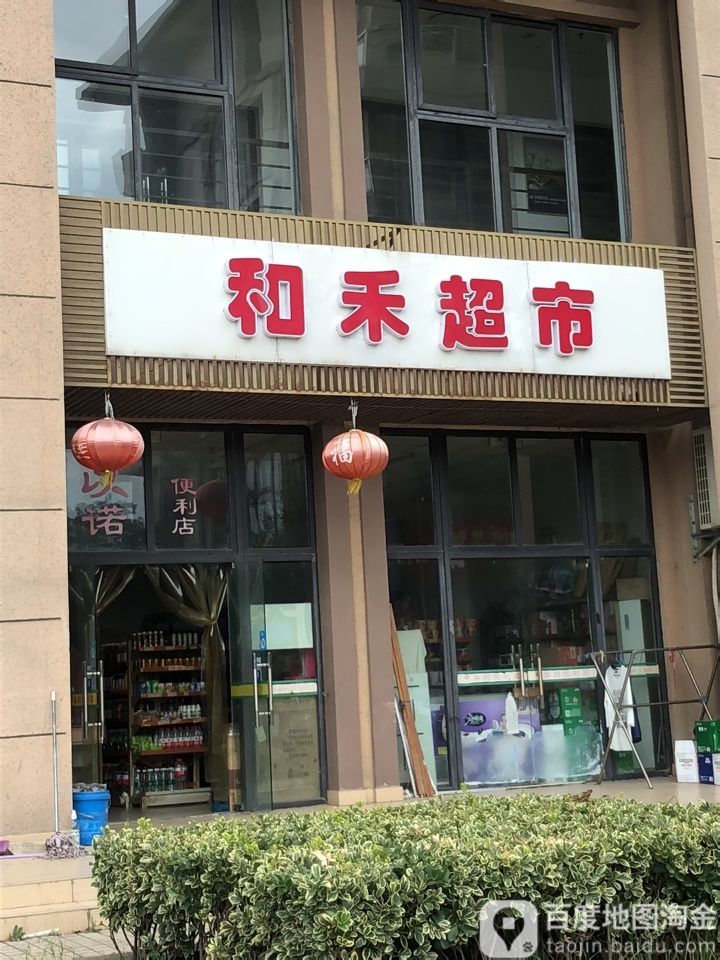 和禾超市
福
以诺
便利店
百度地图淘金
taojin.baidu.com